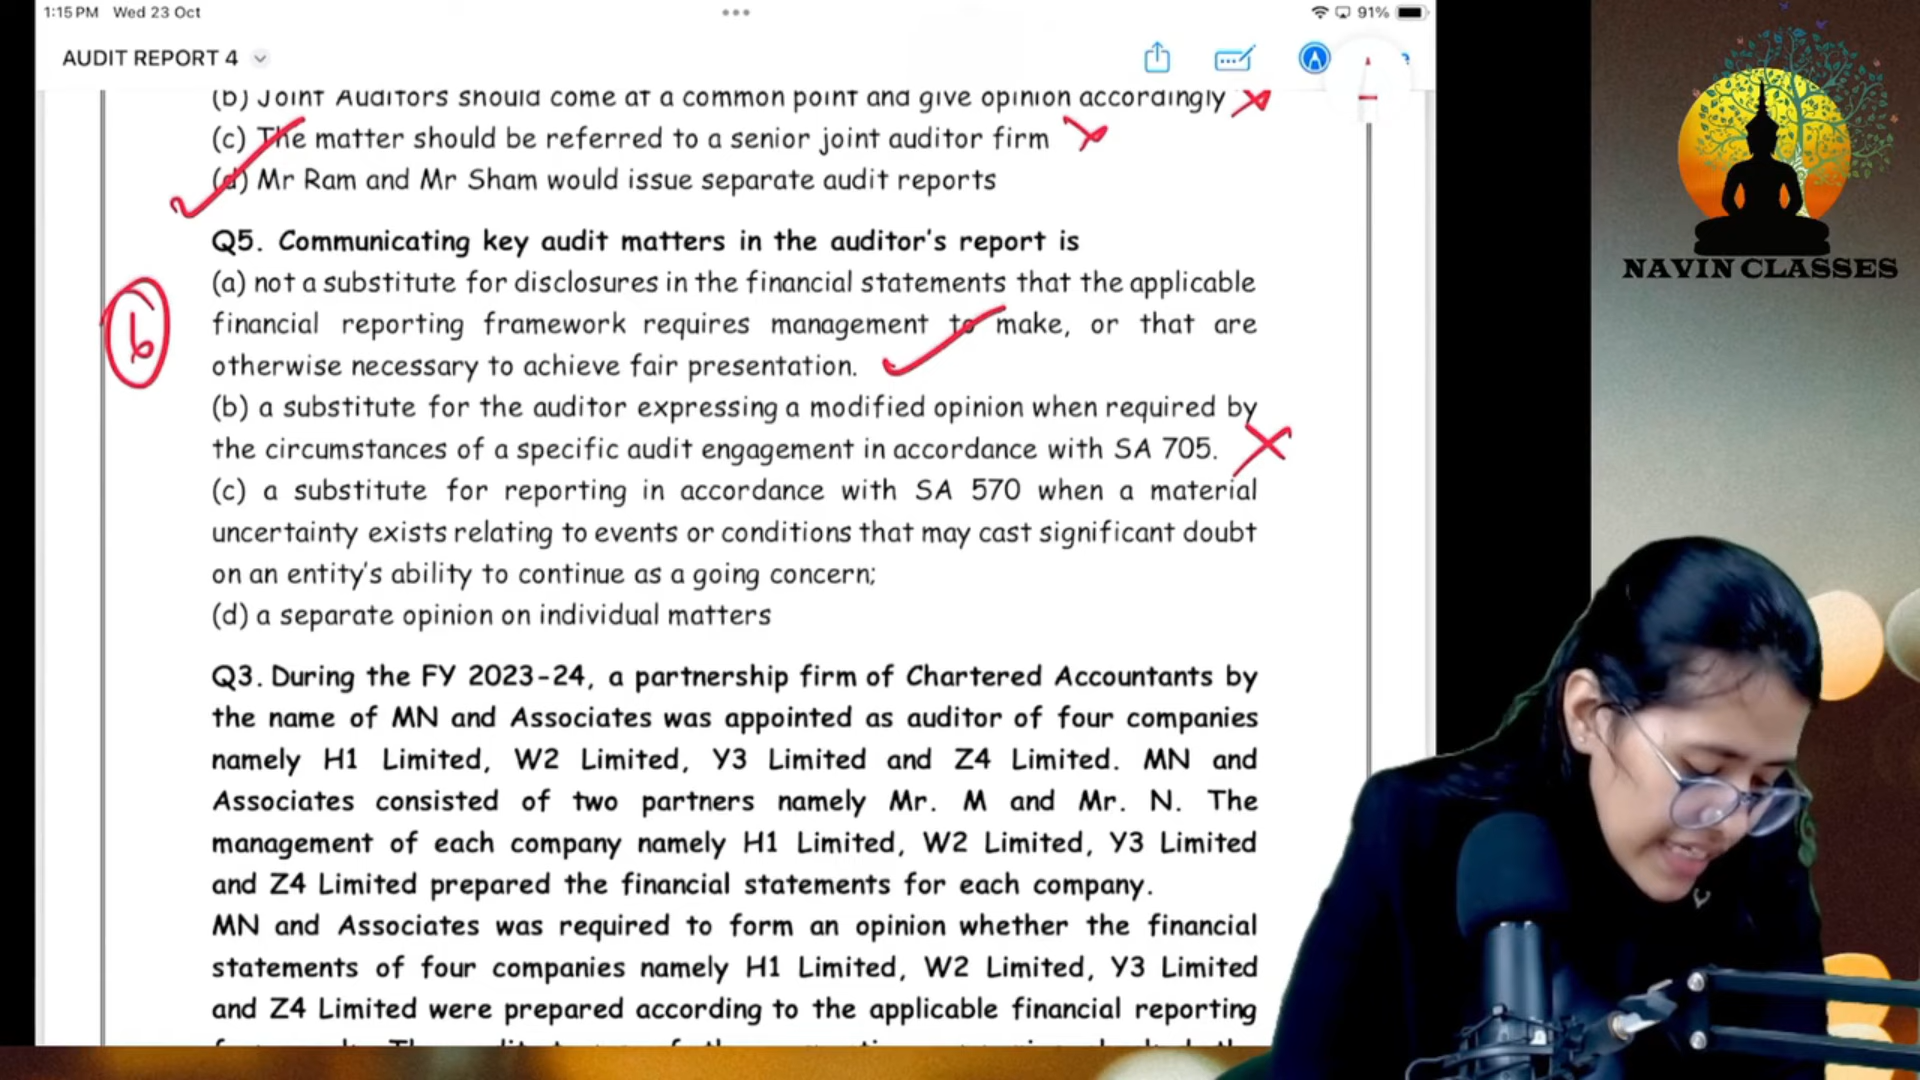 1:15 PM Wed 23 Oct
91%
AUDIT REPORT 4
(b) Joint Auditors should come at a common point and give opinion accordingly
(c) The matter should be referred to a senior joint auditor firm
(d) Mr Ram and Mr Sham would issue separate audit reports
Q5. Communicating key audit matters in the auditor's report is
(a) not a substitute for disclosures in the financial statements that the applicable
financial reporting framework requires management to make, or that are
otherwise necessary to achieve fair presentation.
(b) a substitute for the auditor expressing a modified opinion when required by
the circumstances of a specific audit engagement in accordance with SA 705.
(c) a substitute for reporting in accordance with SA 570 when a material
uncertainty exists relating to events or conditions that may cast significant doubt
on an entity's ability to continue as a going concern;
(d) a separate opinion on individual matters
Q3. During the FY 2023-24, a partnership firm of Chartered Accountants by
the name of MN and Associates was appointed as auditor of four companies
namely H1 Limited, W2 Limited, Y3 Limited and Z4 Limited. MN and
Associates consisted of two partners namely Mr. M and Mr. N. The
management of each company namely H1 Limited, W2 Limited, Y3 Limited
and Z4 Limited prepared the financial statements for each company.
MN and Associates was required to form an opinion whether the financial
statements of four companies namely H1 Limited, W2 Limited, Y3 Limited
and Z4 Limited were prepared according to the applicable financial reporting
NAVIN CLASSES